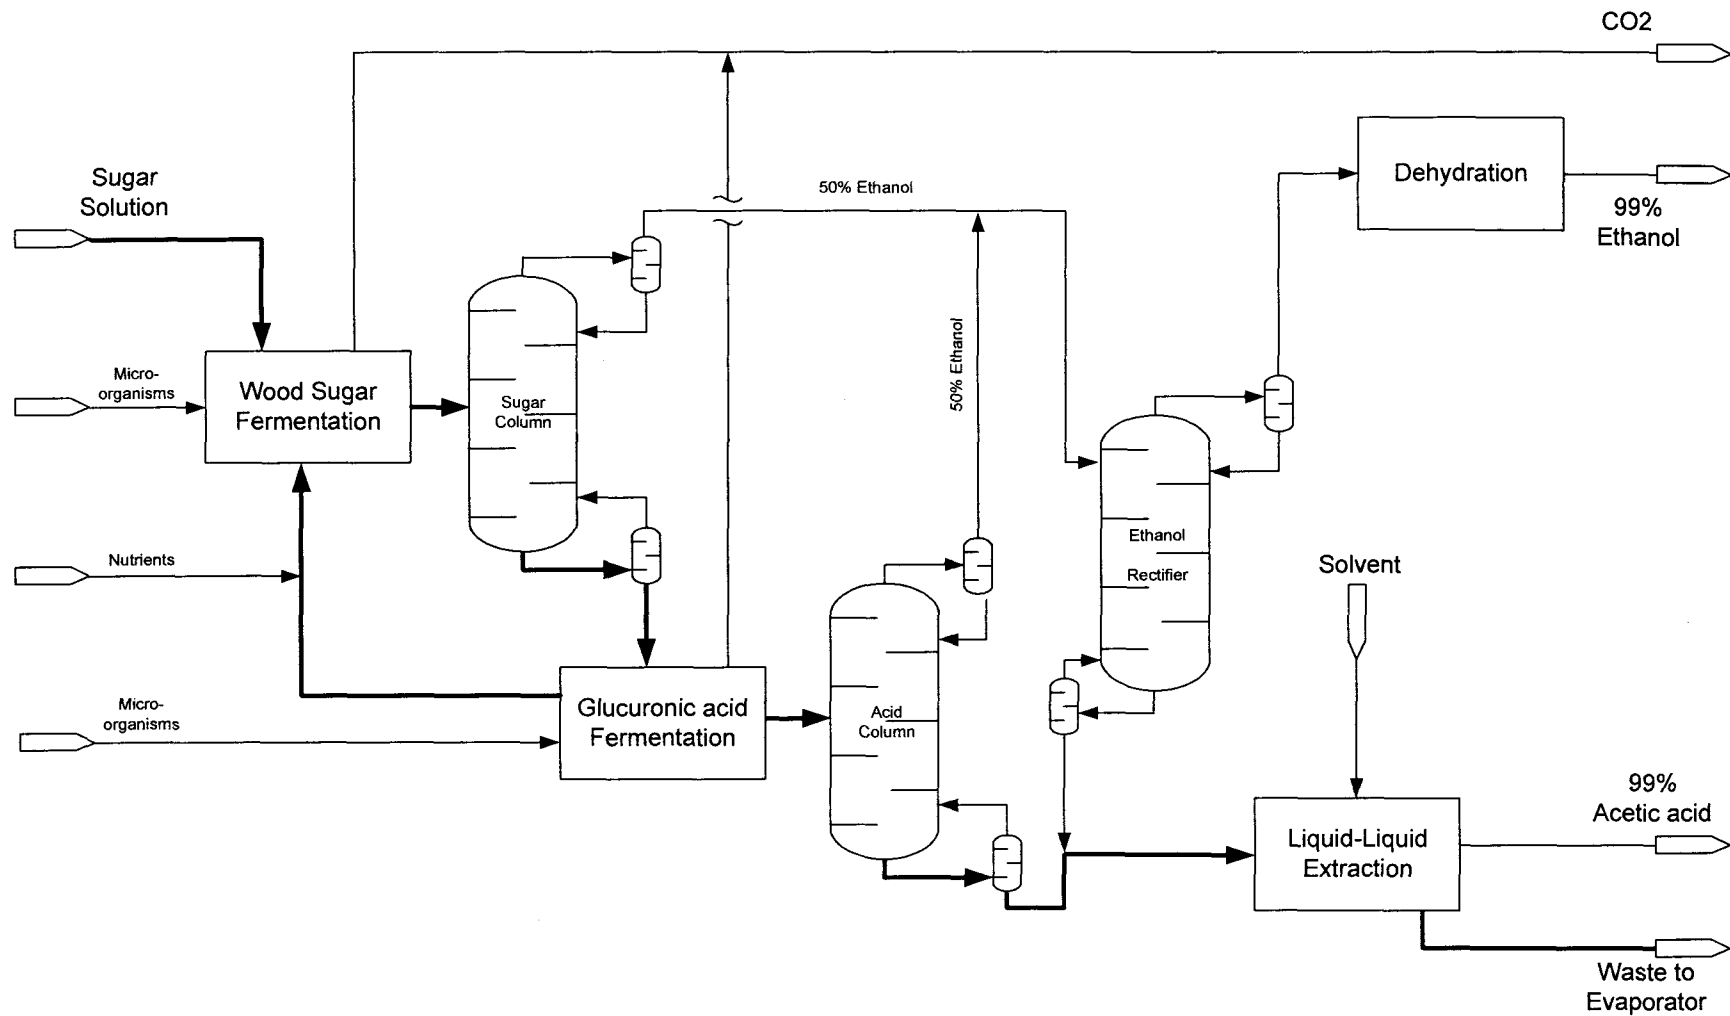 CO2
Sugar
Solution
50% Ethanol
Dehydration
99%
Ethanol
Micro-
organisms
Wood Sugar
Fermentation
Sugar
Column
50% Ethanol
Nutrients
Ethanol
Rectifier
Solvent
Micro-
organisms
Glucuronic acid
Fermentation
Acid
Column
99%
Acetic acid
Liquid-Liquid
Extraction
Waste to
Evaporator